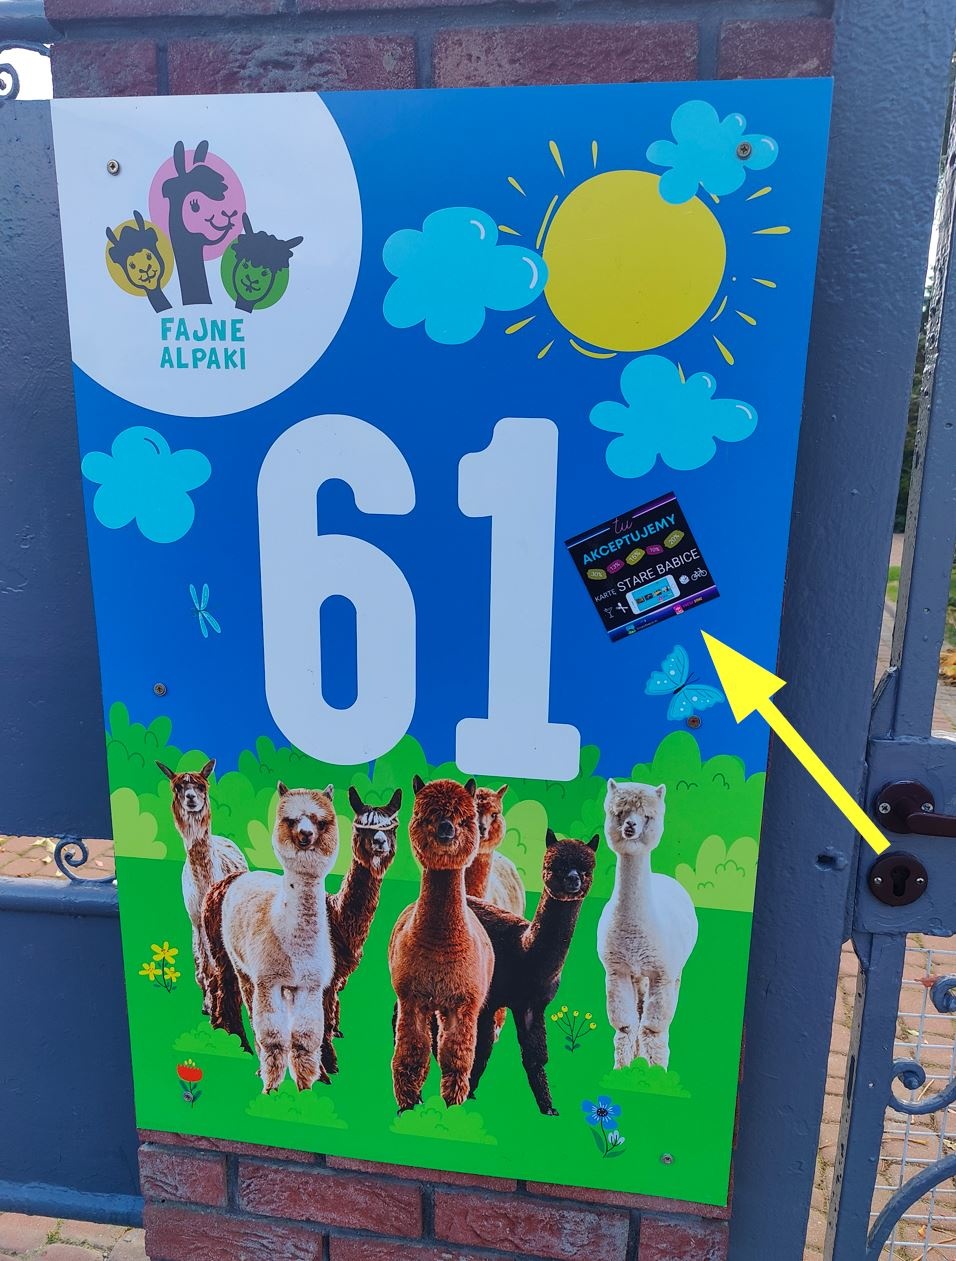 FAJNE
ALPAKI
61
tu
AKCEPTUJEMY
KARTĘ STARE BABICE